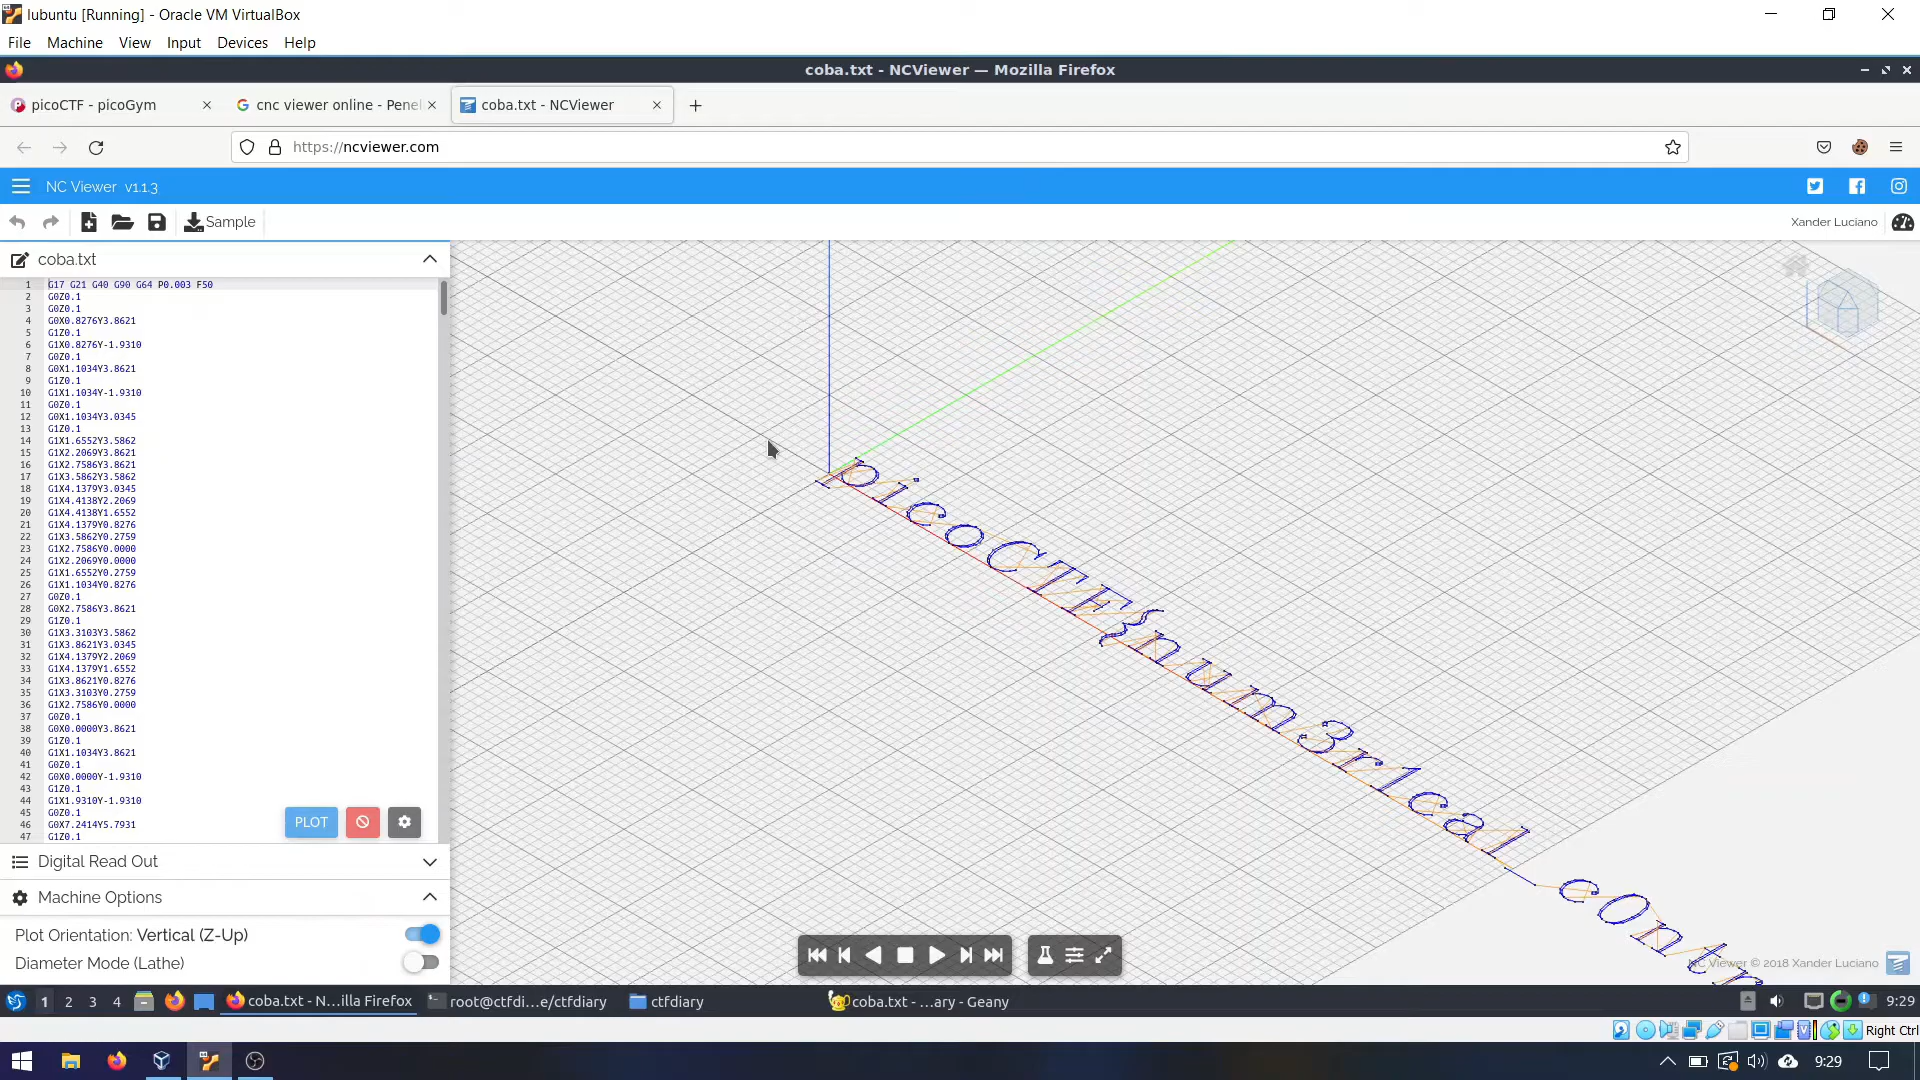 lubuntu [Running] - Oracle VM VirtualBox
File Machine View Input Devices Help
coba.txt - NCViewer — Mozilla Firefox
picoCTF - picoGym
cnc viewer online - Penel
coba.txt - NCViewer
https://ncviewer.com
NC Viewer v1.1.3
Sample
Xander Luciano
coba.txt
1 G17 G21 G40 G90 G64 P0.003 F50
2 G0Z0.1
3 G0Z0.1
4 G0X0.8276Y3.8621
5 G1Z0.1
6 G1X0.8276Y-1.9310
7 G0Z0.1
8 G0X1.1034Y3.8621
9 G1Z0.1
10 G1X1.1034Y-1.9310
11 G0Z0.1
12 G0X1.1034Y3.0345
13 G1Z0.1
14 G1X1.6552Y3.5862
15 G1X2.2069Y3.8621
16 G1X2.7586Y3.8621
17 G1X3.5862Y3.5862
18 G1X4.1379Y3.0345
19 G1X4.4138Y2.2069
20 G1X4.4138Y1.6552
21 G1X4.1379Y0.8276
22 G1X3.5862Y0.2759
23 G1X2.7586Y0.0000
24 G1X2.2069Y0.0000
25 G1X1.6552Y0.2759
26 G1X1.1034Y0.8276
27 G0Z0.1
28 G0X2.7586Y3.8621
29 G1Z0.1
30 G1X3.3103Y3.5862
31 G1X3.8621Y3.0345
32 G1X4.1379Y2.2069
33 G1X4.1379Y1.6552
34 G1X3.8621Y0.8276
35 G1X3.3103Y0.2759
36 G1X2.7586Y0.0000
37 G0Z0.1
38 G0X0.0000Y3.8621
39 G1Z0.1
40 G1X1.1034Y3.8621
41 G0Z0.1
42 G0X0.0000Y-1.9310
43 G1Z0.1
44 G1X1.9310Y-1.9310
45 G0Z0.1
46 G0X7.2414Y5.7931
47 G1Z0.1
PLOT
picoCTF{num3r1cal_c0ntr
Digital Read Out
Machine Options
Plot Orientation: Vertical (Z-Up)
Diameter Mode (Lathe)
NC Viewer © 2018 Xander Luciano
1 2 3 4
coba.txt - N...illa Firefox
root@ctfdi...e/ctfdiary
ctfdiary
coba.txt - ...ary - Geany
9:29
Right Ctrl
9:29